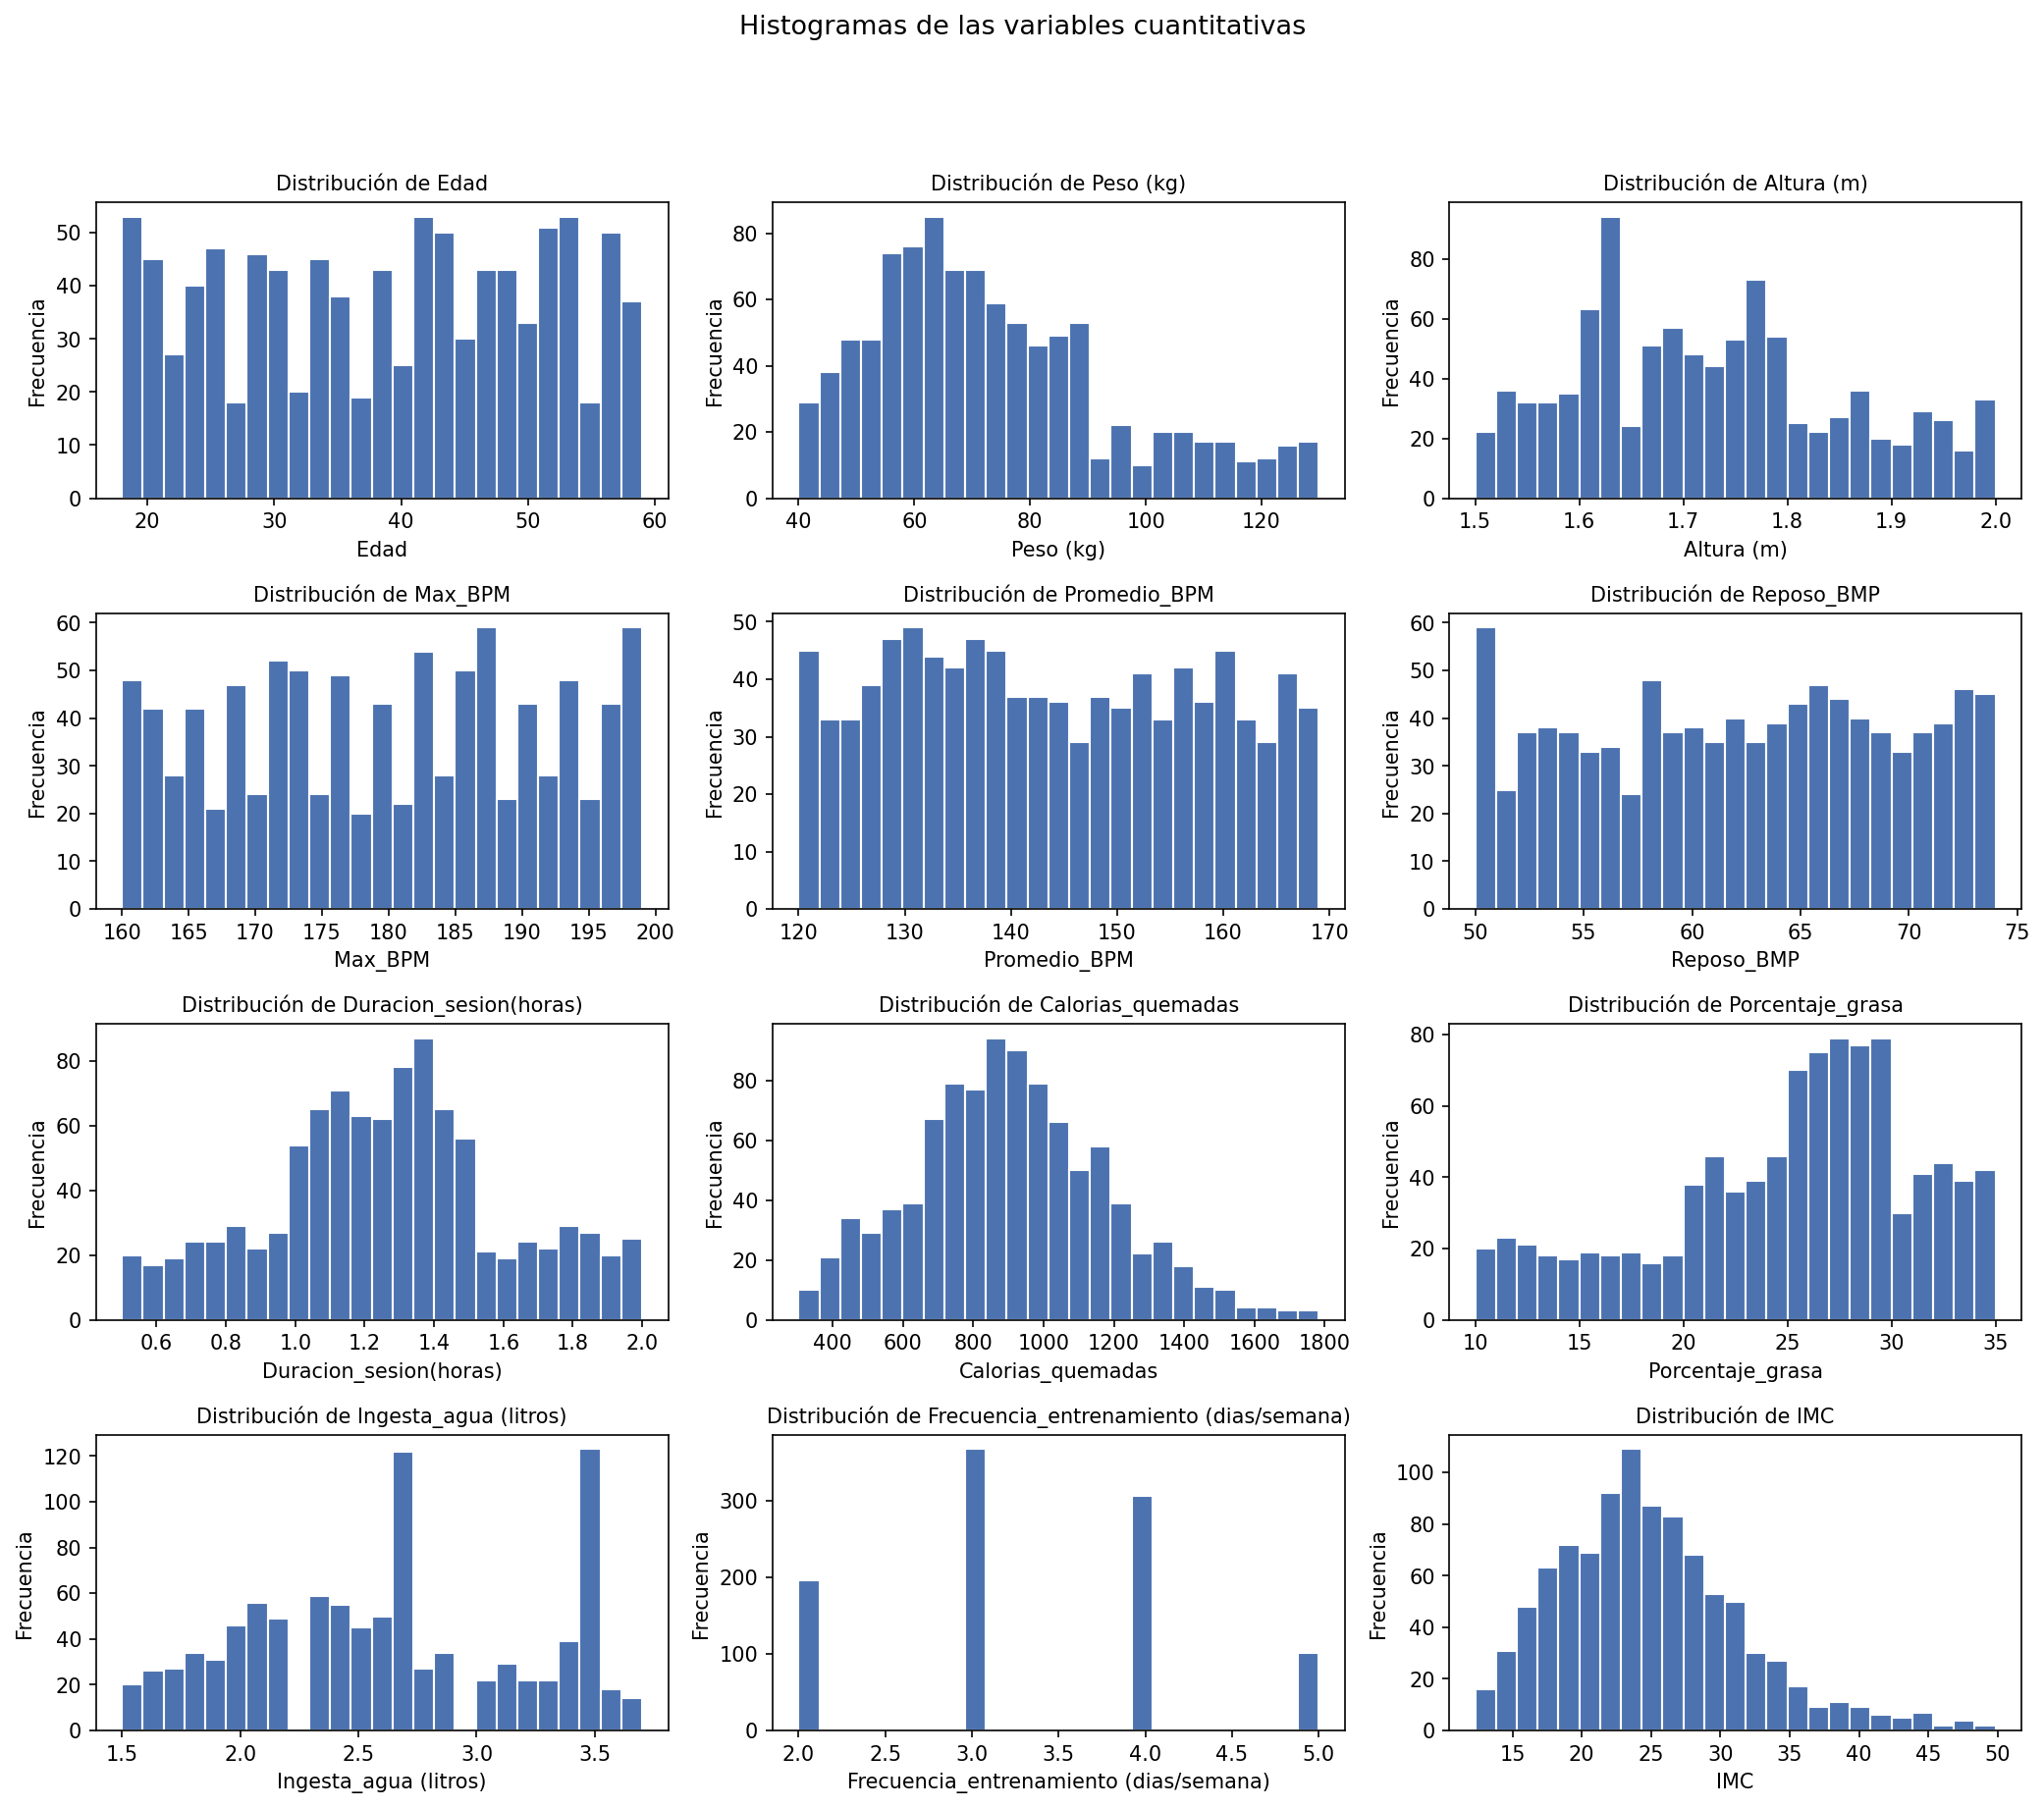 Histogramas de las variables cuantitativas
Distribución de Edad
Frecuencia
0
10
20
30
40
50
20 30 40 50 60
Edad
Distribución de Peso (kg)
Frecuencia
0
20
40
60
80
40 60 80 100 120
Peso (kg)
Distribución de Altura (m)
Frecuencia
0
20
40
60
80
1.5 1.6 1.7 1.8 1.9 2.0
Altura (m)
Distribución de Max_BPM
Frecuencia
0
10
20
30
40
50
60
160 165 170 175 180 185 190 195 200
Max_BPM
Distribución de Promedio_BPM
Frecuencia
0
10
20
30
40
50
120 130 140 150 160 170
Promedio_BPM
Distribución de Reposo_BMP
Frecuencia
0
10
20
30
40
50
60
50 55 60 65 70 75
Reposo_BMP
Distribución de Duracion_sesion(horas)
Frecuencia
0
20
40
60
80
0.6 0.8 1.0 1.2 1.4 1.6 1.8 2.0
Duracion_sesion(horas)
Distribución de Calorias_quemadas
Frecuencia
0
20
40
60
80
400 600 800 1000 1200 1400 1600 1800
Calorias_quemadas
Distribución de Porcentaje_grasa
Frecuencia
0
20
40
60
80
10 15 20 25 30 35
Porcentaje_grasa
Distribución de Ingesta_agua (litros)
Frecuencia
0
20
40
60
80
100
120
1.5 2.0 2.5 3.0 3.5
Ingesta_agua (litros)
Distribución de Frecuencia_entrenamiento (dias/semana)
Frecuencia
0
100
200
300
2.0 2.5 3.0 3.5 4.0 4.5 5.0
Frecuencia_entrenamiento (dias/semana)
Distribución de IMC
Frecuencia
0
20
40
60
80
100
15 20 25 30 35 40 45 50
IMC